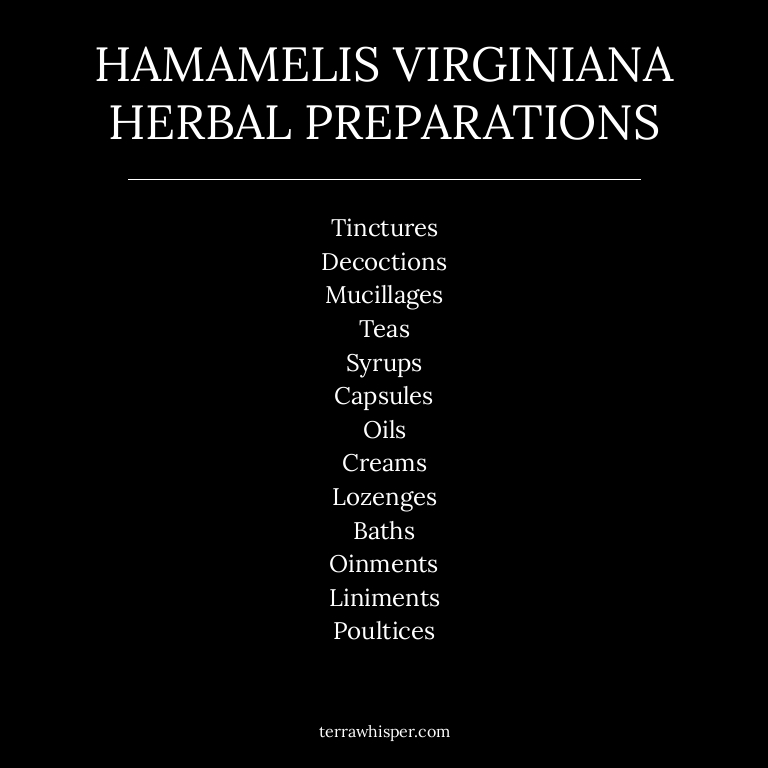 HAMAMELIS VIRGINIANA
HERBAL PREPARATIONS
Tinctures
Decoctions
Mucillages
Teas
Syrups
Capsules
Oils
Creams
Lozenges
Baths
Oinments
Liniments
Poultices
terrawhisper.com